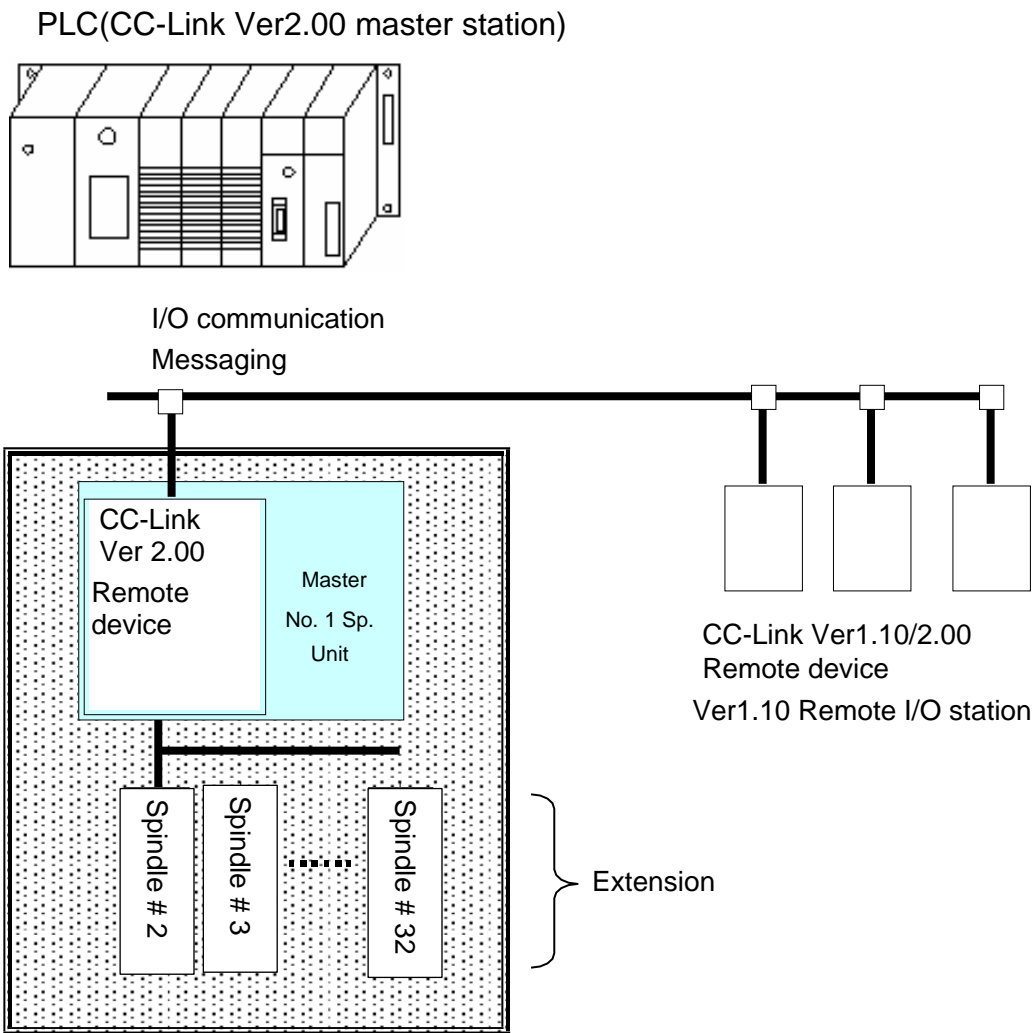 PLC(CC-Link Ver2.00 master station)
I/O communication
Messaging
CC-Link
Ver 2.00
Remote
device
Master
No. 1 Sp.
Unit
CC-Link Ver1.10/2.00
Remote device
Ver1.10 Remote I/O station
Spindle # 2
Spindle # 3
Spindle # 32
Extension